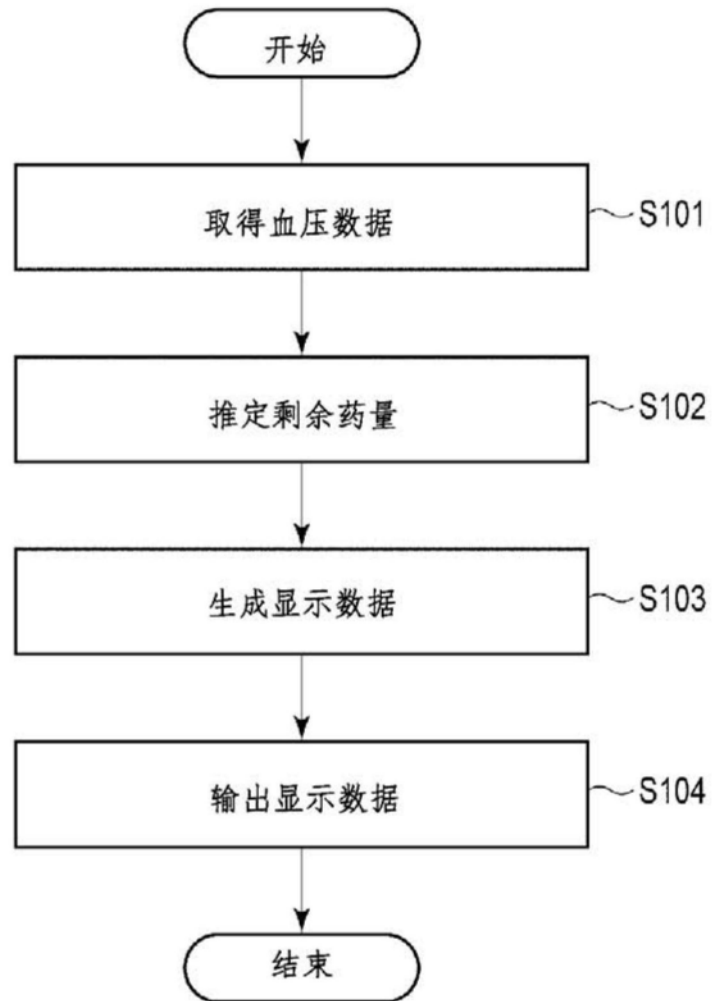 开始
取得血压数据
S101
推定剩余药量
S102
生成显示数据
S103
输出显示数据
S104
结束